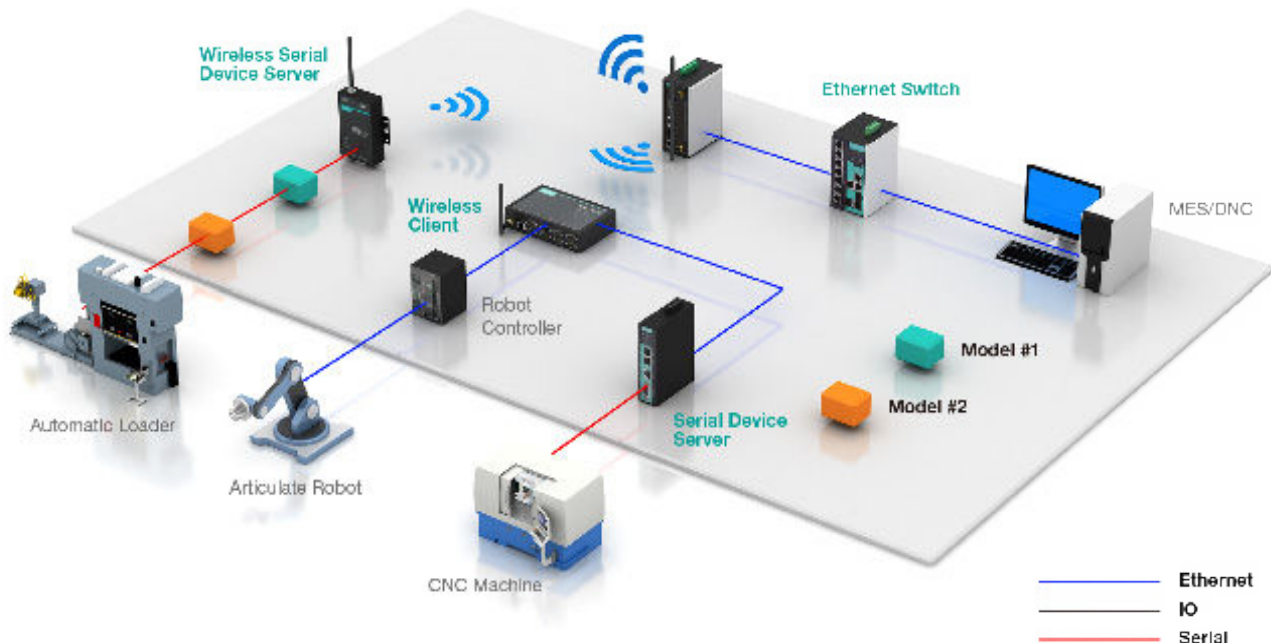 Wireless Serial
Device Server
Ethernet Switch
MES/DNC
Wireless
Client
Robot
Controller
Model #1
Model #2
Automatic Loader
Serial Device
Server
Articulate Robot
CNC Machine
Ethernet
IO
Serial